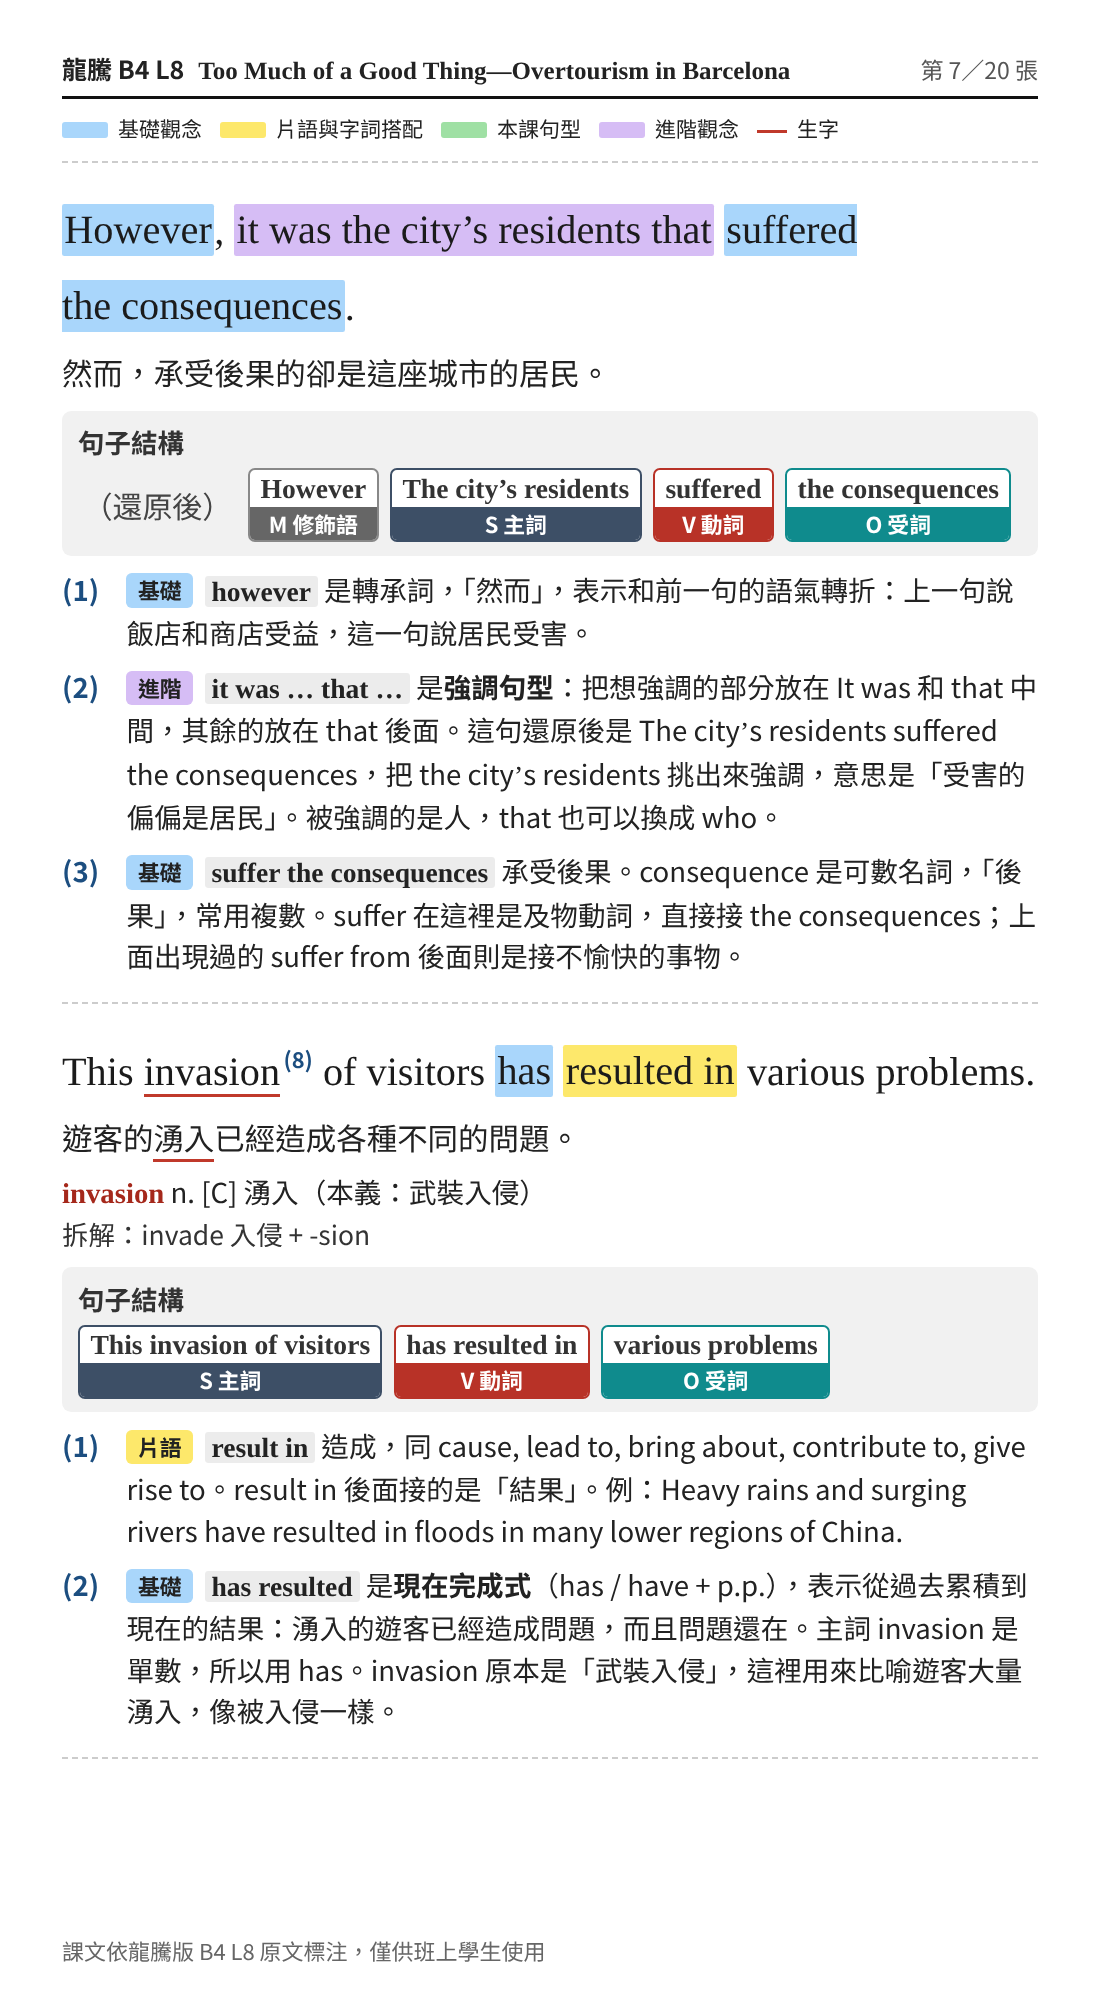 龍騰 B4 L8 Too Much of a Good Thing—Overtourism in Barcelona 第 7／20 張
基礎觀念 片語與字詞搭配 本課句型 進階觀念 生字
However, it was the city’s residents that suffered
the consequences.
然而，承受後果的卻是這座城市的居民。
句子結構
（還原後） However The city’s residents suffered the consequences
M 修飾語 S 主詞 V 動詞 O 受詞
(1) 基礎 however 是轉承詞，「然而」，表示和前一句的語氣轉折：上一句說
飯店和商店受益，這一句說居民受害。
(2) 進階 it was … that … 是強調句型：把想強調的部分放在 It was 和 that 中
間，其餘的放在 that 後面。這句還原後是 The city’s residents suffered
the consequences，把 the city’s residents 挑出來強調，意思是「受害的
偏偏是居民」。被強調的是人，that 也可以換成 who。
(3) 基礎 suffer the consequences 承受後果。consequence 是可數名詞，「後
果」，常用複數。suffer 在這裡是及物動詞，直接接 the consequences；上
面出現過的 suffer from 後面則是接不愉快的事物。
This invasion(8) of visitors has resulted in various problems.
遊客的湧入已經造成各種不同的問題。
invasion n. [C] 湧入（本義：武裝入侵）
拆解：invade 入侵 + -sion
句子結構
This invasion of visitors has resulted in various problems
S 主詞 V 動詞 O 受詞
(1) 片語 result in 造成，同 cause, lead to, bring about, contribute to, give
rise to。result in 後面接的是「結果」。例：Heavy rains and surging
rivers have resulted in floods in many lower regions of China.
(2) 基礎 has resulted 是現在完成式（has / have + p.p.），表示從過去累積到
現在的結果：湧入的遊客已經造成問題，而且問題還在。主詞 invasion 是
單數，所以用 has。invasion 原本是「武裝入侵」，這裡用來比喻遊客大量
湧入，像被入侵一樣。
課文依龍騰版 B4 L8 原文標注，僅供班上學生使用